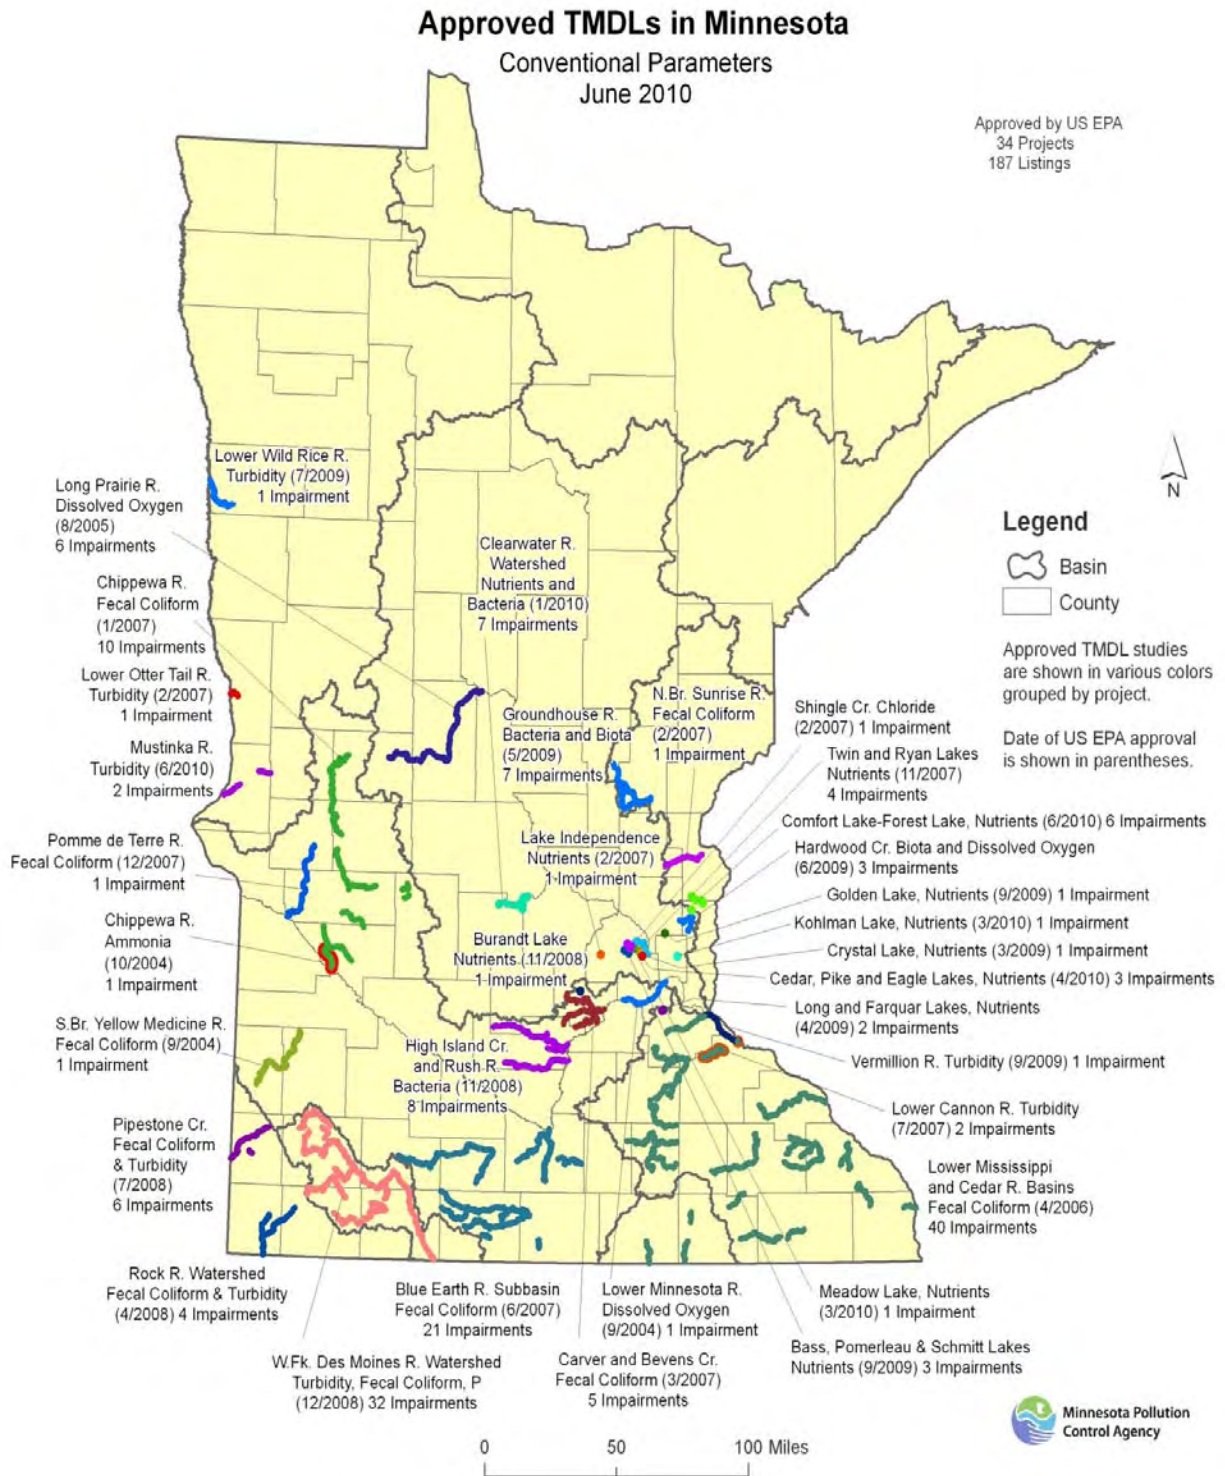 Approved TMDLs in Minnesota
Conventional Parameters
June 2010
Approved by US EPA
34 Projects
187 Listings
Lower Wild Rice R.
Turbidity (7/2009)
1 Impairment
Long Prairie R.
Dissolved Oxygen
(8/2005)
6 Impairments
Clearwater R.
Watershed
Nutrients and
Bacteria (1/2010)
7 Impairments
Chippewa R.
Fecal Coliform
(1/2007)
10 Impairments
Lower Otter Tail R.
Turbidity (2/2007)
1 Impairment
Mustinka R.
Turbidity (6/2010)
2 Impairments
Pomme de Terre R.
Fecal Coliform (12/2007)
1 Impairment
Chippewa R.
Ammonia
(10/2004)
1 Impairment
S.Br. Yellow Medicine R.
Fecal Coliform (9/2004)
1 Impairment
Pipestone Cr.
Fecal Coliform
& Turbidity
(7/2008)
6 Impairments
Rock R. Watershed
Fecal Coliform & Turbidity
(4/2008) 4 Impairments
W.Fk. Des Moines R. Watershed
Turbidity, Fecal Coliform, P
(12/2008) 32 Impairments
Blue Earth R. Subbasin
Fecal Coliform (6/2007)
21 Impairments
Carver and Bevens Cr.
Fecal Coliform (3/2007)
5 Impairments
Lower Minnesota R.
Dissolved Oxygen
(9/2004) 1 Impairment
Groundhouse R.
Bacteria and Biota
(5/2009)
7 Impairments
N.Br. Sunrise R.
Fecal Coliform
(2/2007)
1 Impairment
Lake Independence
Nutrients (2/2007)
1 Impairment
Burandt Lake
Nutrients (11/2008)
1 Impairment
High Island Cr.
and Rush R.
Bacteria (11/2008)
8 Impairments
N
Legend
Basin
County
Approved TMDL studies
are shown in various colors
grouped by project.
Date of US EPA approval
is shown in parentheses.
Shingle Cr. Chloride
(2/2007) 1 Impairment
Twin and Ryan Lakes
Nutrients (11/2007)
4 Impairments
Comfort Lake-Forest Lake, Nutrients (6/2010) 6 Impairments
Hardwood Cr. Biota and Dissolved Oxygen
(6/2009) 3 Impairments
Golden Lake, Nutrients (9/2009) 1 Impairment
Kohlman Lake, Nutrients (3/2010) 1 Impairment
Crystal Lake, Nutrients (3/2009) 1 Impairment
Cedar, Pike and Eagle Lakes, Nutrients (4/2010) 3 Impairments
Long and Farquar Lakes, Nutrients
(4/2009) 2 Impairments
Vermillion R. Turbidity (9/2009) 1 Impairment
Lower Cannon R. Turbidity
(7/2007) 2 Impairments
Lower Mississippi
and Cedar R. Basins
Fecal Coliform (4/2006)
40 Impairments
Meadow Lake, Nutrients
(3/2010) 1 Impairment
Bass, Pomerleau & Schmitt Lakes
Nutrients (9/2009) 3 Impairments
Minnesota Pollution
Control Agency
0 50 100 Miles